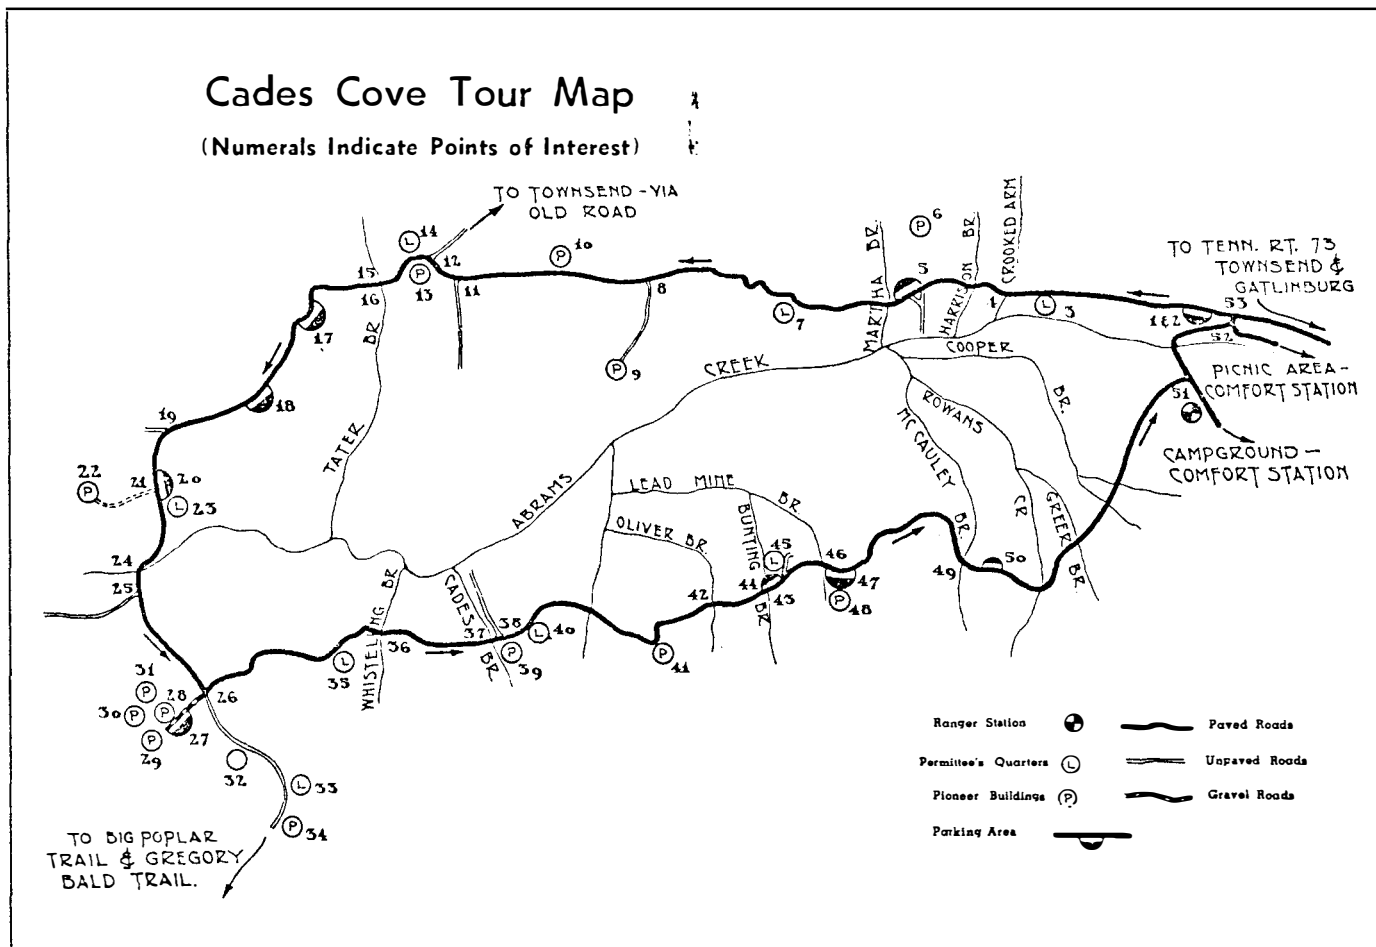 Cades Cove Tour Map
(Numerals Indicate Points of Interest)
TO TOWNSEND - VIA
OLD ROAD
TO TENN. RT. 73
TOWNSEND &
GATLINBURG
PICNIC AREA -
COMFORT STATION
CAMPGROUND -
COMFORT STATION
MARTHA BR.
HARRISON BR.
CROOKED ARM
COOPER BR.
ROWANS CR
MC CAULEY BR.
GREER BR
ABRAMS CREEK
TATER BR
LEAD MINE BR.
OLIVER BR.
BUNTING BR
CADES BR
WHISTLING BR
1&2
3
4
5
P 6
L 7
8
P 9
P 10
11
12
P 13
L 14
15
16
17
18
19
20
21
P 22
L 23
24
25
26
27
P 28
P 29
P 30
P 31
32
L 33
P 34
L 35
36
37
38
P 39
L 40
P 41
42
43
44
L 45
46
47
P 48
49
50
51
52
53
TO BIG POPLAR
TRAIL & GREGORY
BALD TRAIL.
Ranger Station
Paved Roads
Permittee's Quarters L
Unpaved Roads
Pioneer Buildings P
Gravel Roads
Parking Area